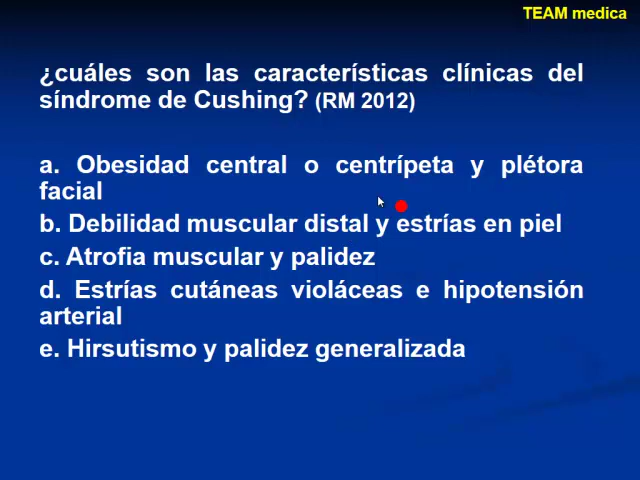 TEAM medica
¿cuáles son las características clínicas del
síndrome de Cushing? (RM 2012)
a. Obesidad central o centrípeta y plétora
facial
b. Debilidad muscular distal y estrías en piel
c. Atrofia muscular y palidez
d. Estrías cutáneas violáceas e hipotensión
arterial
e. Hirsutismo y palidez generalizada